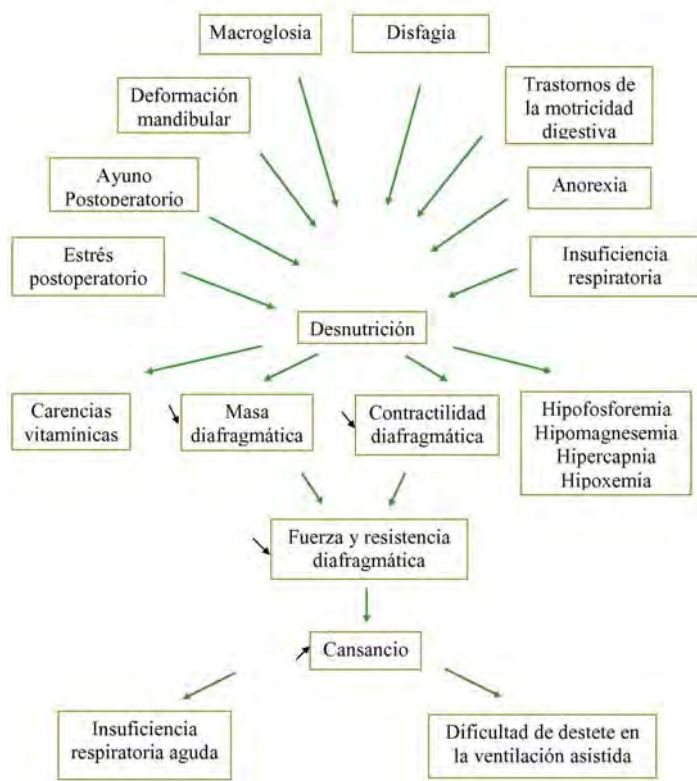 Macroglosia
Disfagia
Deformación
mandibular
Trastornos de
la motricidad
digestiva
Ayuno
Postoperatorio
Anorexia
Estrés
postoperatorio
Insuficiencia
respiratoria
Desnutrición
Carencias
vitamínicas
Masa
diafragmática
Contractilidad
diafragmática
Hipofosforemia
Hipomagnesemia
Hipercapnia
Hipoxemia
Fuerza y resistencia
diafragmática
Cansancio
Insuficiencia
respiratoria aguda
Dificultad de destete en
la ventilación asistida